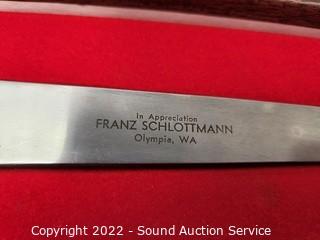 In Appreciation
FRANZ SCHLOTTMANN
Olympia, WA
Copyright 2022 - Sound Auction Service